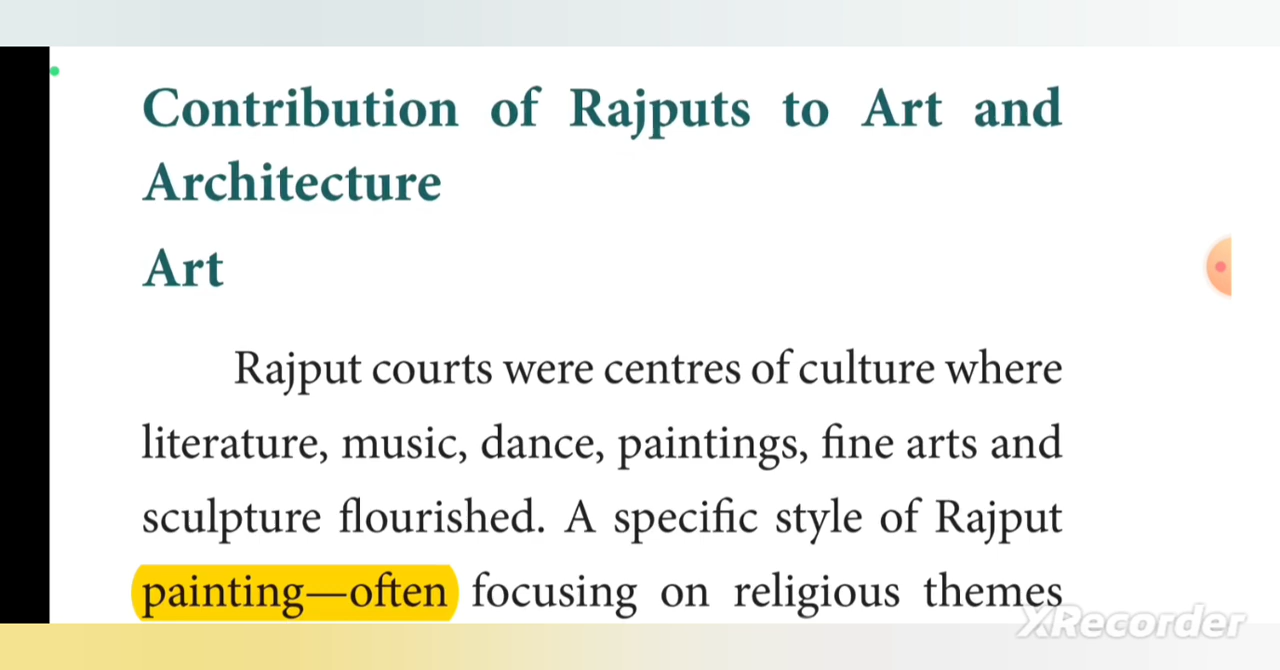 Contribution of Rajputs to Art and
Architecture
Art
Rajput courts were centres of culture where
literature, music, dance, paintings, fine arts and
sculpture flourished. A specific style of Rajput
painting—often focusing on religious themes
XRecorder